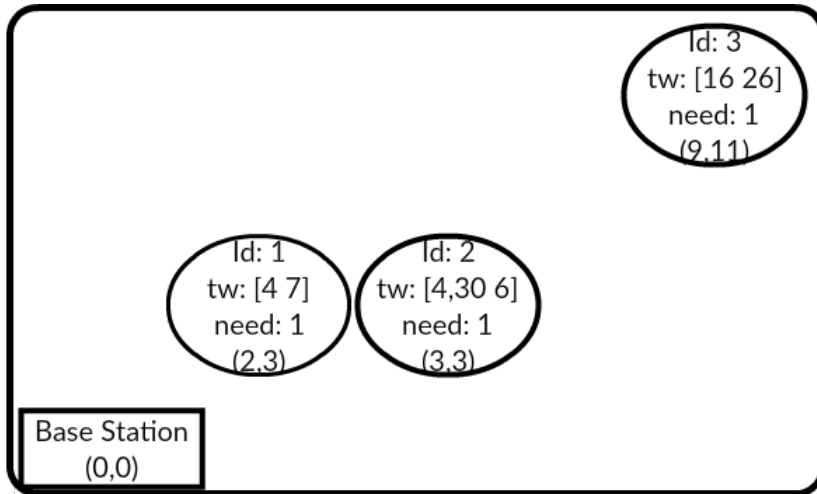 Id: 3
tw: [16 26]
need: 1
(9,11)
Id: 1
tw: [4 7]
need: 1
(2,3)
Id: 2
tw: [4,30 6]
need: 1
(3,3)
Base Station
(0,0)